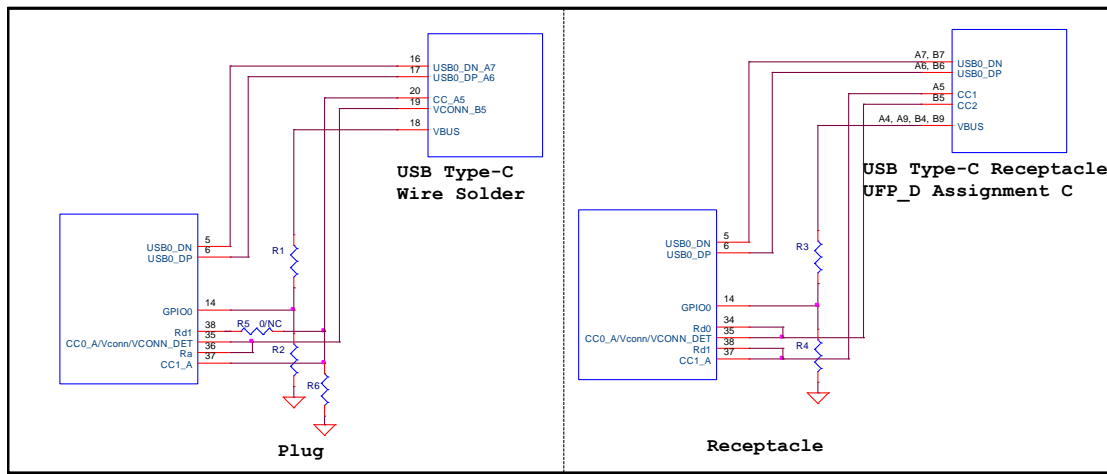 16
USB0_DN_A7
17
USB0_DP_A6
20
CC_A5
19
VCONN_B5
18
VBUS
USB Type-C
Wire Solder
5
USB0_DN
6
USB0_DP
R1
14
GPIO0
38
Rd1
R5 0/NC
35
CC0_A/Vconn/VCONN_DET
36
Ra
37
CC1_A
R2
R6
Plug
A7, B7
USB0_DN
A6, B6
USB0_DP
A5
CC1
B5
CC2
A4, A9, B4, B9
VBUS
USB Type-C Receptacle
UFP_D Assignment C
5
USB0_DN
6
USB0_DP
R3
14
GPIO0
34
Rd0
35
CC0_A/Vconn/VCONN_DET
38
Rd1
37
CC1_A
R4
Receptacle